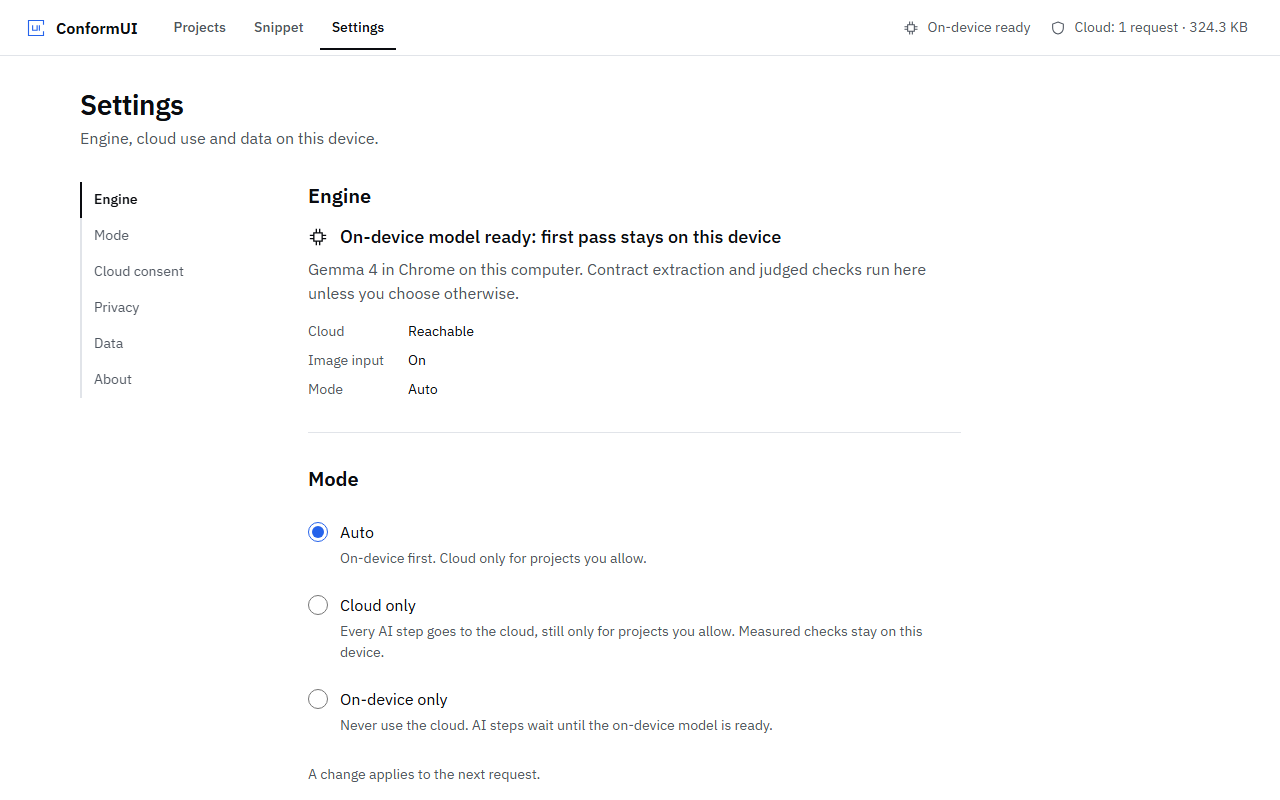 UI ConformUI Projects Snippet Settings On-device ready Cloud: 1 request · 324.3 KB
Settings
Engine, cloud use and data on this device.
Engine
Mode
Cloud consent
Privacy
Data
About
Engine
On-device model ready: first pass stays on this device
Gemma 4 in Chrome on this computer. Contract extraction and judged checks run here
unless you choose otherwise.
Cloud Reachable
Image input On
Mode Auto
Mode
Auto
On-device first. Cloud only for projects you allow.
Cloud only
Every AI step goes to the cloud, still only for projects you allow. Measured checks stay on this
device.
On-device only
Never use the cloud. AI steps wait until the on-device model is ready.
A change applies to the next request.